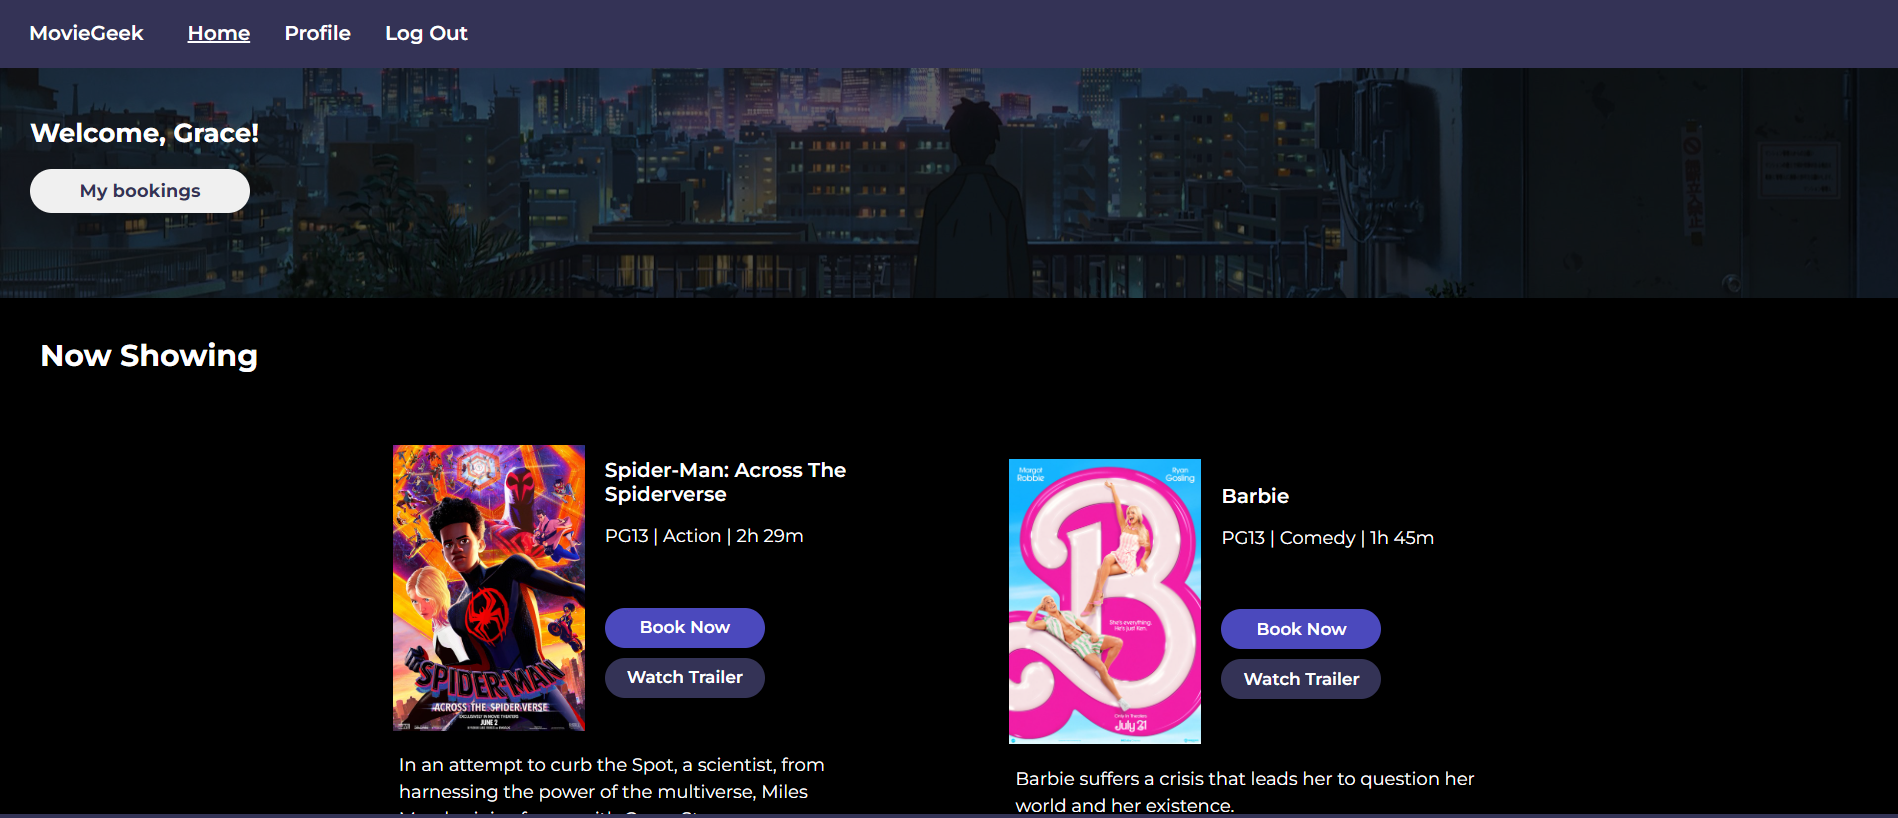 MovieGeek Home Profile Log Out
Welcome, Grace!
My bookings
Now Showing
SPIDER-MAN
ACROSS THE SPIDER-VERSE
EXCLUSIVELY IN MOVIE THEATERS
JUNE 2
Spider-Man: Across The
Spiderverse
PG13 | Action | 2h 29m
Book Now
Watch Trailer
In an attempt to curb the Spot, a scientist, from
harnessing the power of the multiverse, Miles
Margot
Robbie
Ryan
Gosling
She's everything.
He's just Ken.
Only in theaters
July 21
Barbie
PG13 | Comedy | 1h 45m
Book Now
Watch Trailer
Barbie suffers a crisis that leads her to question her
world and her existence.